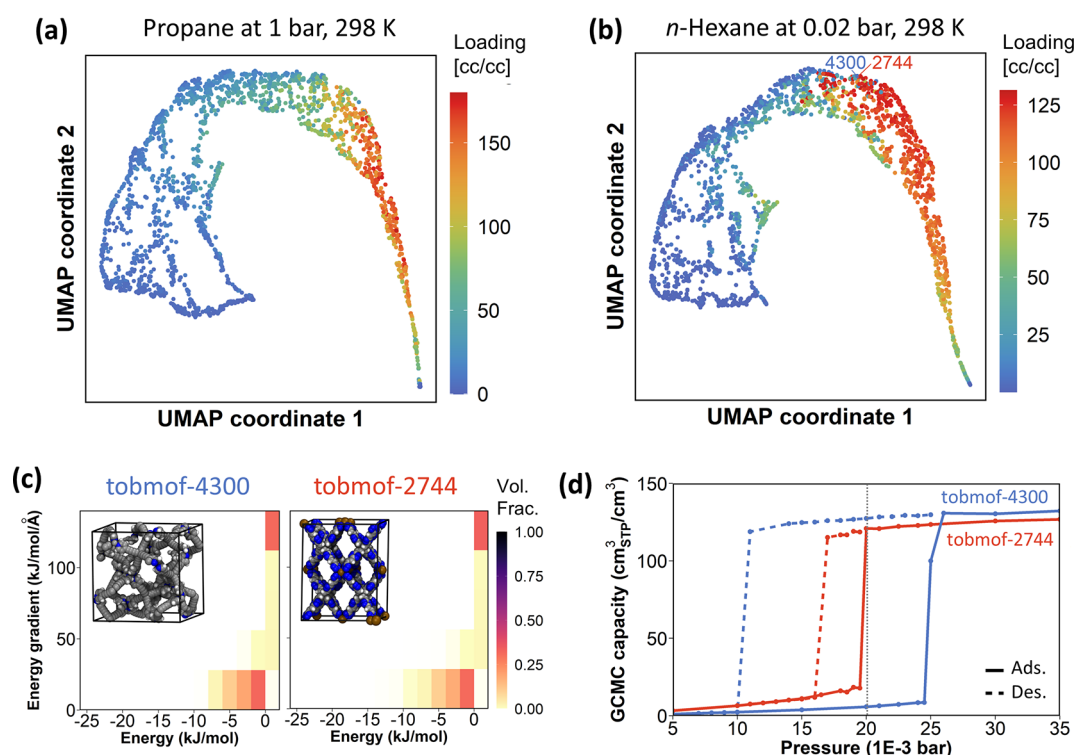 (a) Propane at 1 bar, 298 K
Loading
[cc/cc]
150
100
50
0
UMAP coordinate 2
UMAP coordinate 1
(b) n-Hexane at 0.02 bar, 298 K
4300 2744
Loading
[cc/cc]
125
100
75
50
25
UMAP coordinate 2
UMAP coordinate 1
(c) tobmof-4300 tobmof-2744
Vol.
Frac.
1.00
0.75
0.50
0.25
0.00
Energy gradient (kJ/mol/Å)
100
50
0
-25 -20 -15 -10 -5 0
Energy (kJ/mol)
-25 -20 -15 -10 -5 0
Energy (kJ/mol)
(d)
GCMC capacity (cm³STP/cm³)
150
100
50
0
tobmof-4300
tobmof-2744
Ads.
Des.
5 10 15 20 25 30 35
Pressure (1E-3 bar)